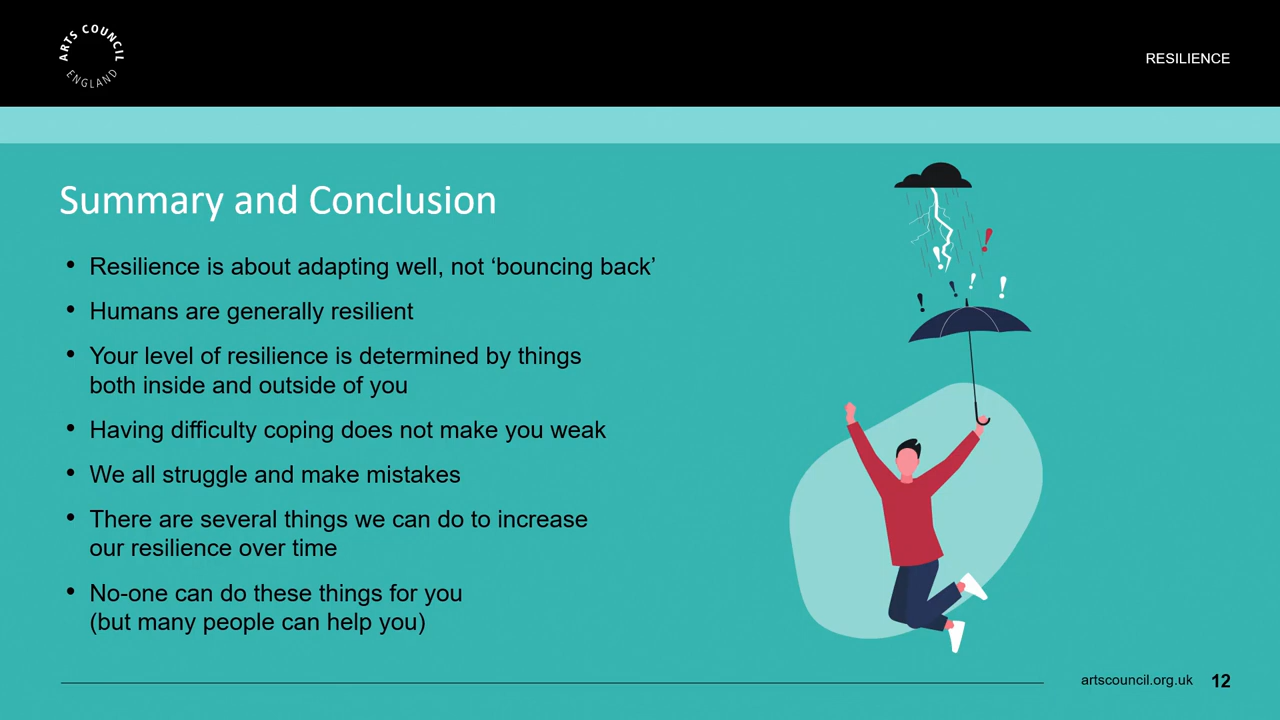 ARTS COUNCIL
ENGLAND
RESILIENCE
Summary and Conclusion
• Resilience is about adapting well, not ‘bouncing back’
• Humans are generally resilient
• Your level of resilience is determined by things
both inside and outside of you
• Having difficulty coping does not make you weak
• We all struggle and make mistakes
• There are several things we can do to increase
our resilience over time
• No-one can do these things for you
(but many people can help you)
artscouncil.org.uk 12